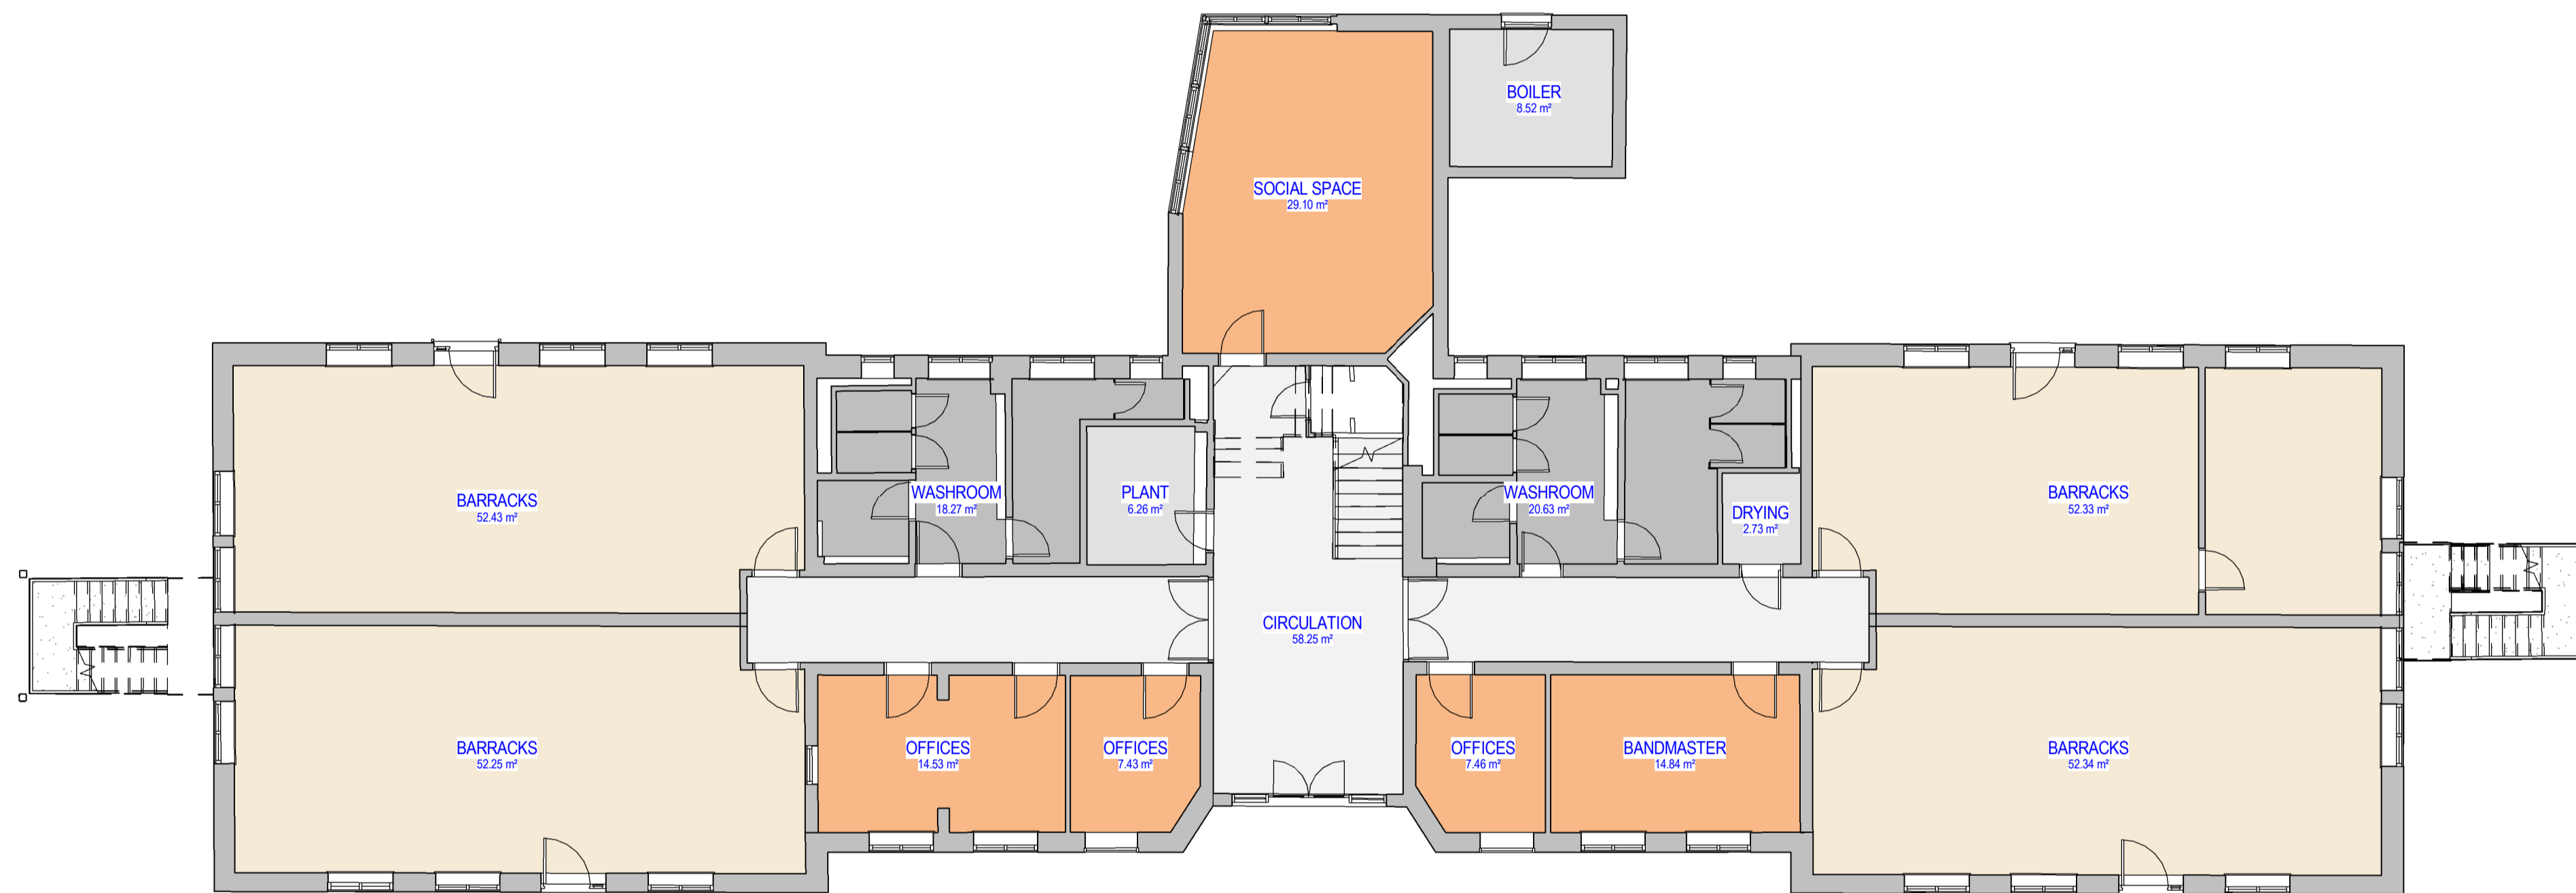 BOILER
8.52 m²
SOCIAL SPACE
29.10 m²
BARRACKS
52.43 m²
WASHROOM
18.27 m²
PLANT
6.26 m²
WASHROOM
20.63 m²
DRYING
2.73 m²
BARRACKS
52.33 m²
CIRCULATION
58.25 m²
BARRACKS
52.25 m²
OFFICES
14.53 m²
OFFICES
7.43 m²
OFFICES
7.46 m²
BANDMASTER
14.84 m²
BARRACKS
52.34 m²